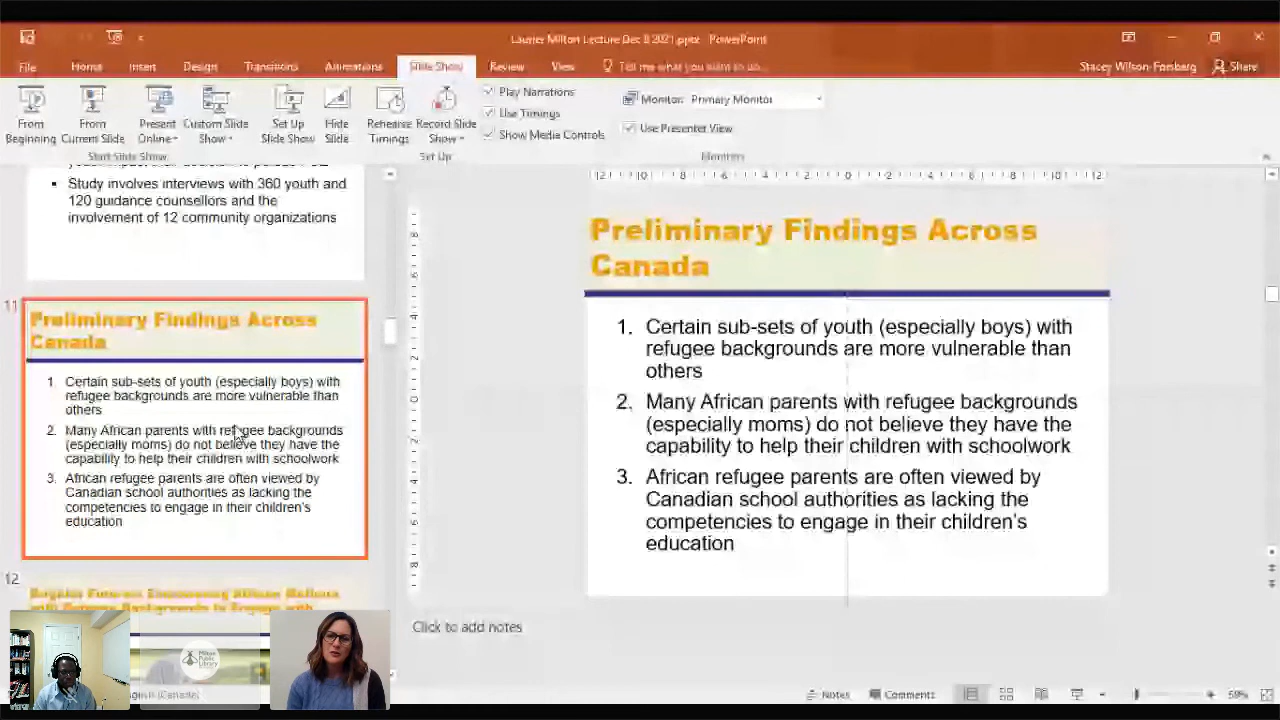 Laurier Milton Lecture Dec 8 2021.pptx - PowerPoint
File Home Insert Design Transitions Animations Slide Show Review View Tell me what you want to do...
Stacey Wilson-Forsberg Share
From Beginning
From Current Slide
Present Online
Custom Slide Show
Set Up Slide Show
Hide Slide
Rehearse Timings
Record Slide Show
Play Narrations
Use Timings
Show Media Controls
Monitor: Primary Monitor
Use Presenter View
Start Slide Show
Set Up
Monitors
Study involves interviews with 360 youth and
120 guidance counsellors and the
involvement of 12 community organizations
11
Preliminary Findings Across
Canada
1. Certain sub-sets of youth (especially boys) with
refugee backgrounds are more vulnerable than
others
2. Many African parents with refugee backgrounds
(especially moms) do not believe they have the
capability to help their children with schoolwork
3. African refugee parents are often viewed by
Canadian school authorities as lacking the
competencies to engage in their children's
education
12
Milton
Public
Library
Preliminary Findings Across
Canada
1. Certain sub-sets of youth (especially boys) with
refugee backgrounds are more vulnerable than
others
2. Many African parents with refugee backgrounds
(especially moms) do not believe they have the
capability to help their children with schoolwork
3. African refugee parents are often viewed by
Canadian school authorities as lacking the
competencies to engage in their children's
education
Click to add notes
Notes Comments 59%